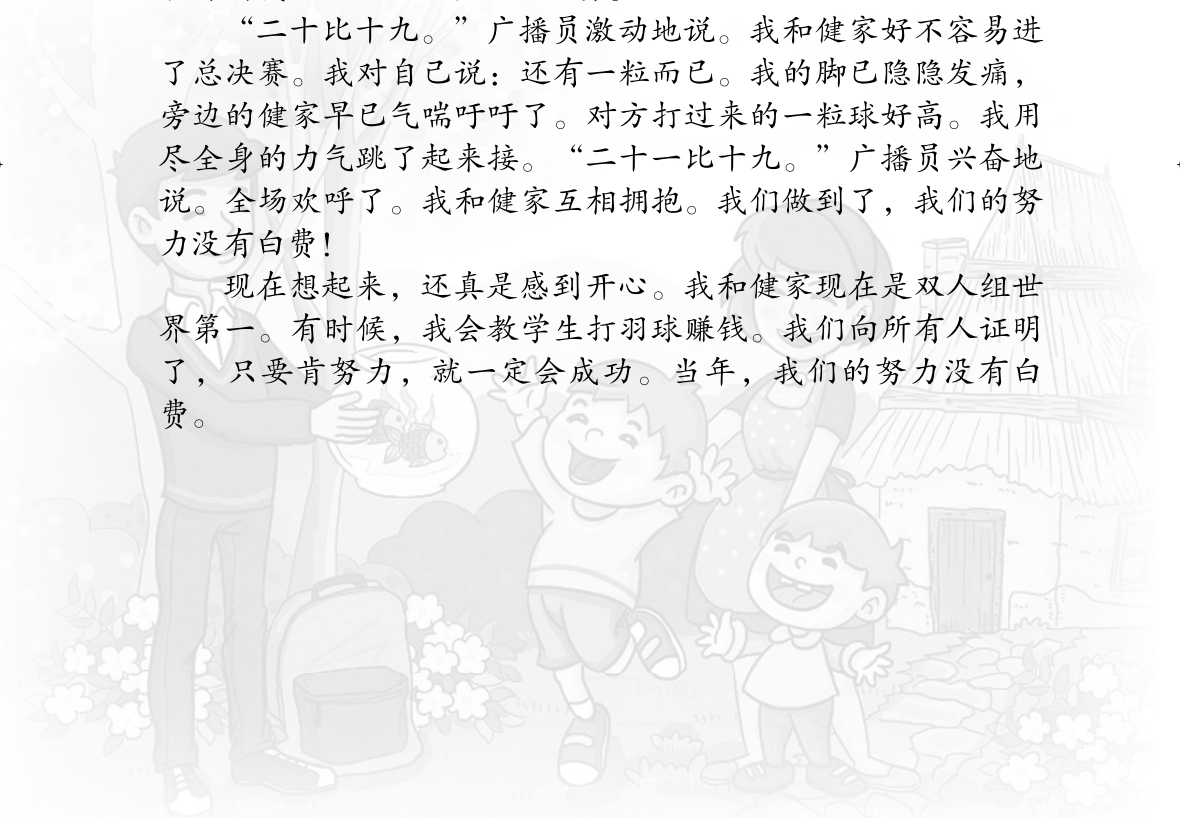 “二十比十九。”广播员激动地说。我和健家好不容易进
了总决赛。我对自己说：还有一粒而已。我的脚已隐隐发痛，
旁边的健家早已气喘吁吁了。对方打过来的一粒球好高。我用
尽全身的力气跳了起来接。“二十一比十九。”广播员兴奋地
说。全场欢呼了。我和健家互相拥抱。我们做到了，我们的努
力没有白费！
现在想起来，还真是感到开心。我和健家现在是双人组世
界第一。有时候，我会教学生打羽球赚钱。我们向所有人证明
了，只要肯努力，就一定会成功。当年，我们的努力没有白
费。